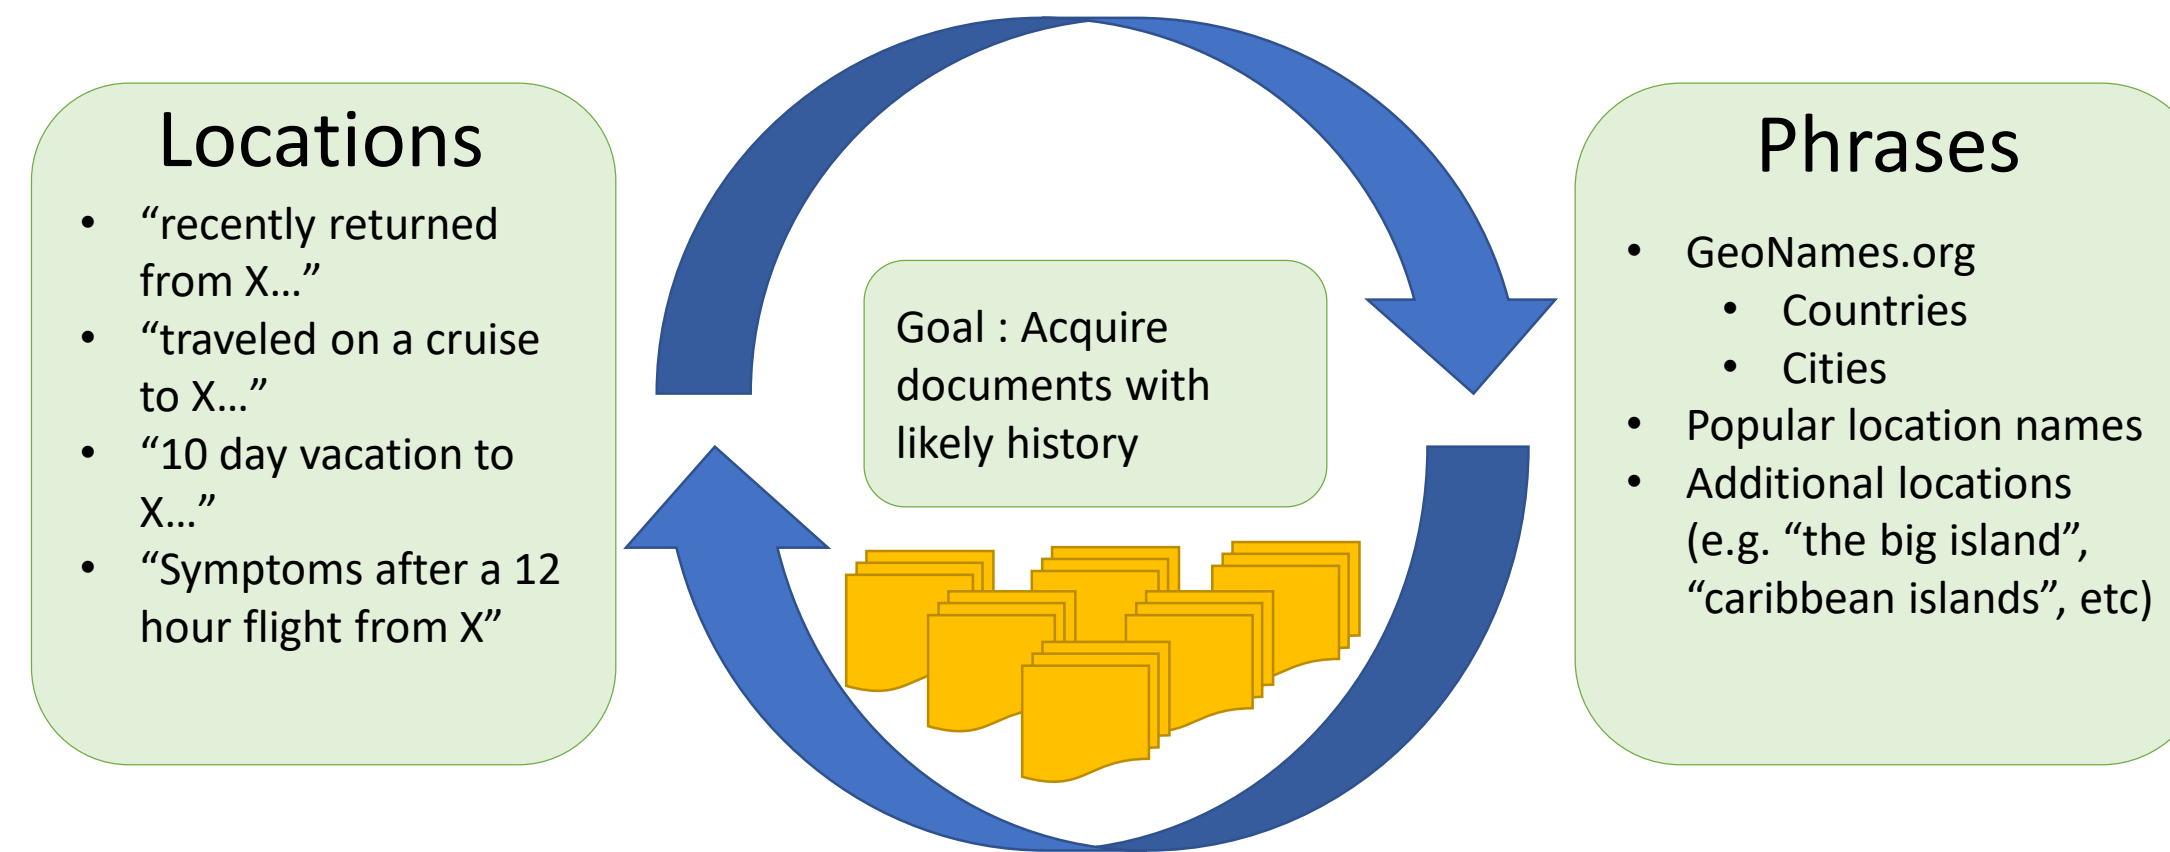 Locations
• “recently returned
from X…”
• “traveled on a cruise
to X…”
• “10 day vacation to
X…”
• “Symptoms after a 12
hour flight from X”
Goal : Acquire
documents with
likely history
Phrases
• GeoNames.org
• Countries
• Cities
• Popular location names
• Additional locations
(e.g. “the big island”,
“caribbean islands”, etc)